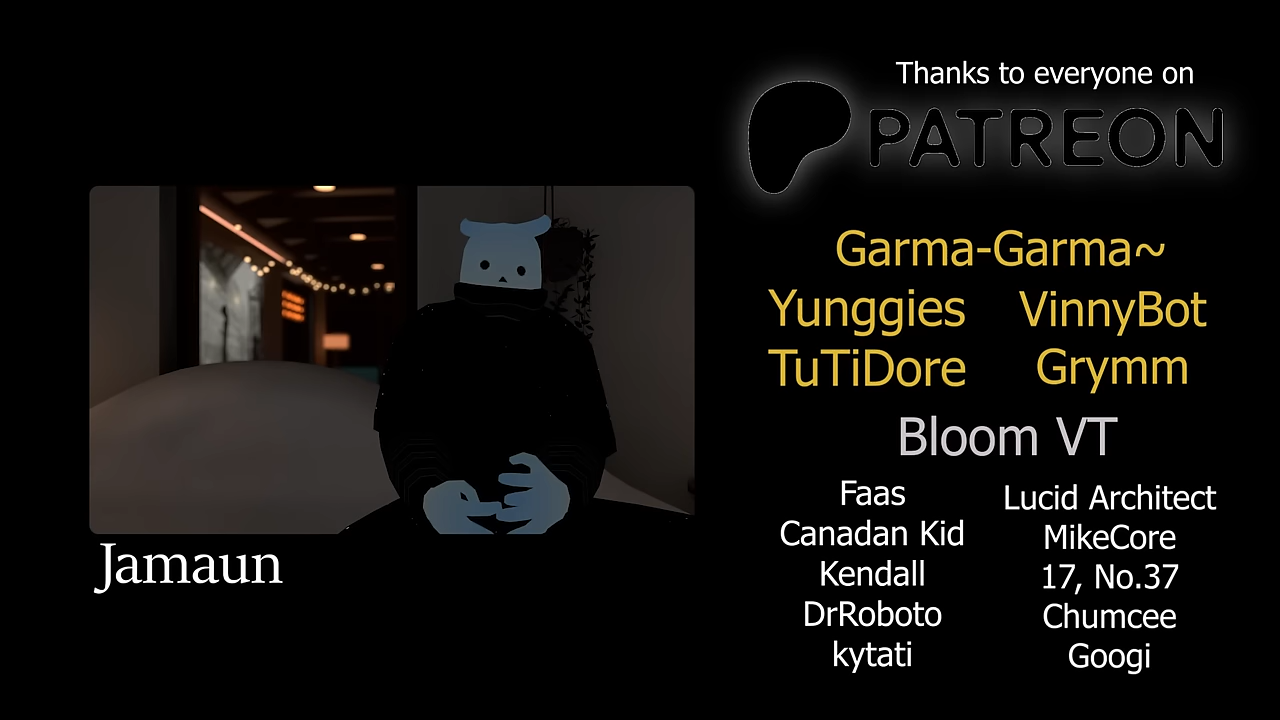 Thanks to everyone on
PATREON
Garma-Garma~
Yunggies VinnyBot
TuTiDore Grymm
Bloom VT
Faas Lucid Architect
Canadan Kid MikeCore
Kendall 17, No.37
DrRoboto Chumcee
kytati Googi
Jamaun